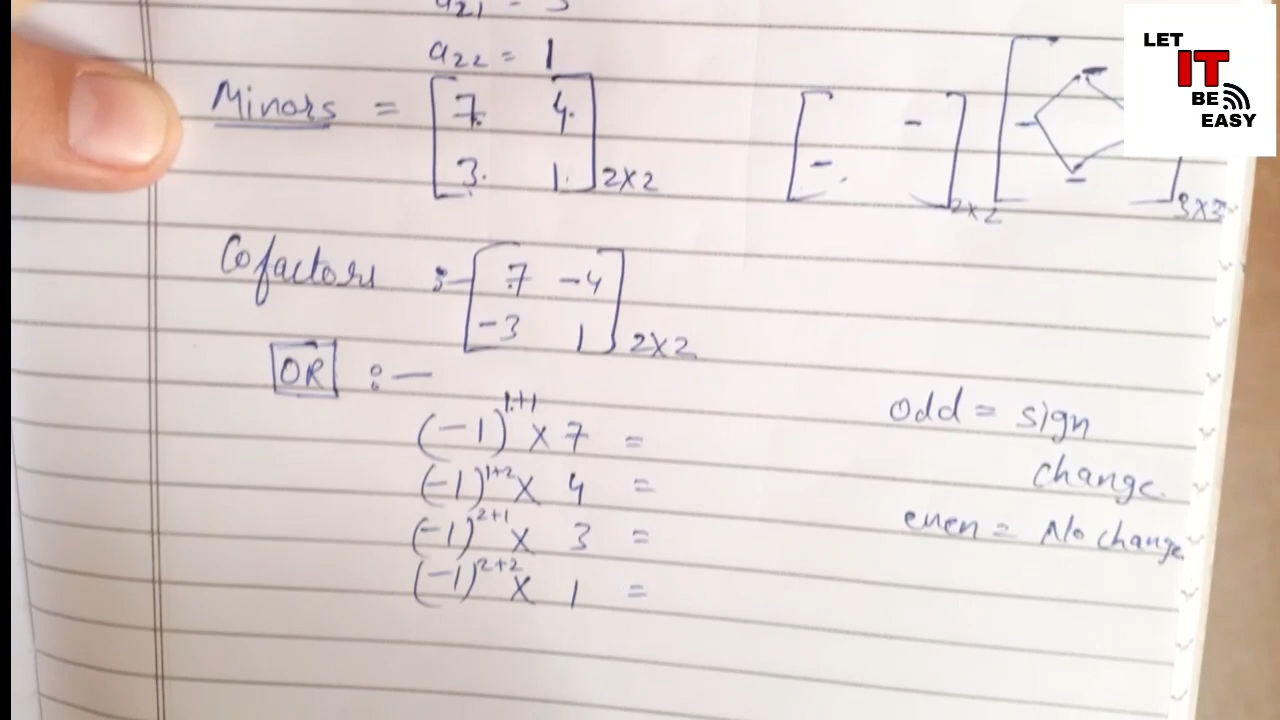 a21 = 3
a22 = 1
Minors = [7. 4.
3. 1.] 2x2
[ -
- . ] 2x2
[ - - - ] 3x3
Cofactors :- [7 -4
-3 1] 2x2
OR :-
(-1)^1+1 x 7 =
(-1)^1+2 x 4 =
(-1)^2+1 x 3 =
(-1)^2+2 x 1 =
odd = sign
change.
even = No change
LET
IT
BE
EASY